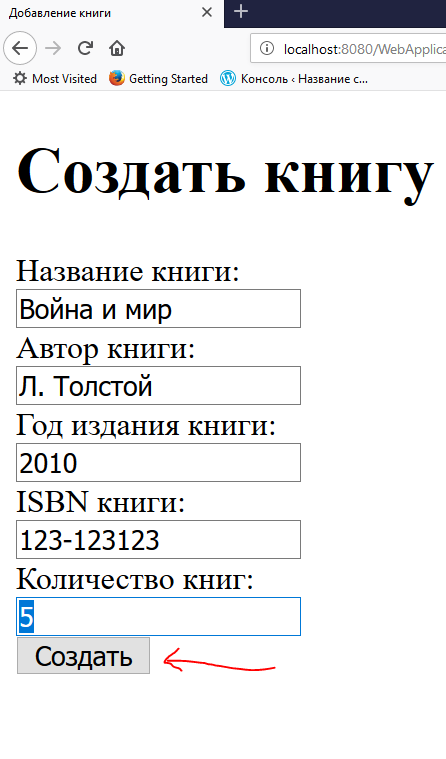 Добавление книги
localhost:8080/WebApplica
Most Visited Getting Started Консоль ‹ Название с...
Создать книгу
Название книги:
Война и мир
Автор книги:
Л. Толстой
Год издания книги:
2010
ISBN книги:
123-123123
Количество книг:
5
Создать